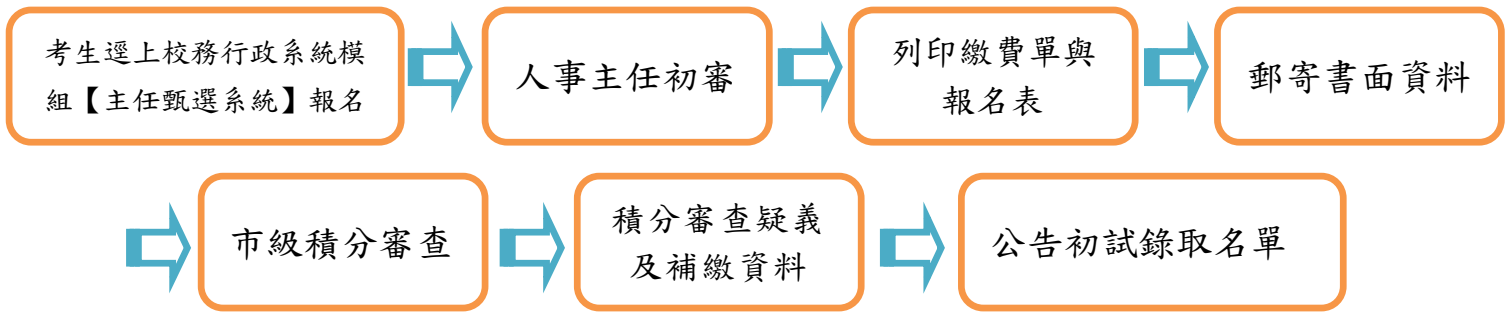 考生逕上校務行政系統模
組【主任甄選系統】報名
人事主任初審
列印繳費單與
報名表
郵寄書面資料
市級積分審查
積分審查疑義
及補繳資料
公告初試錄取名單